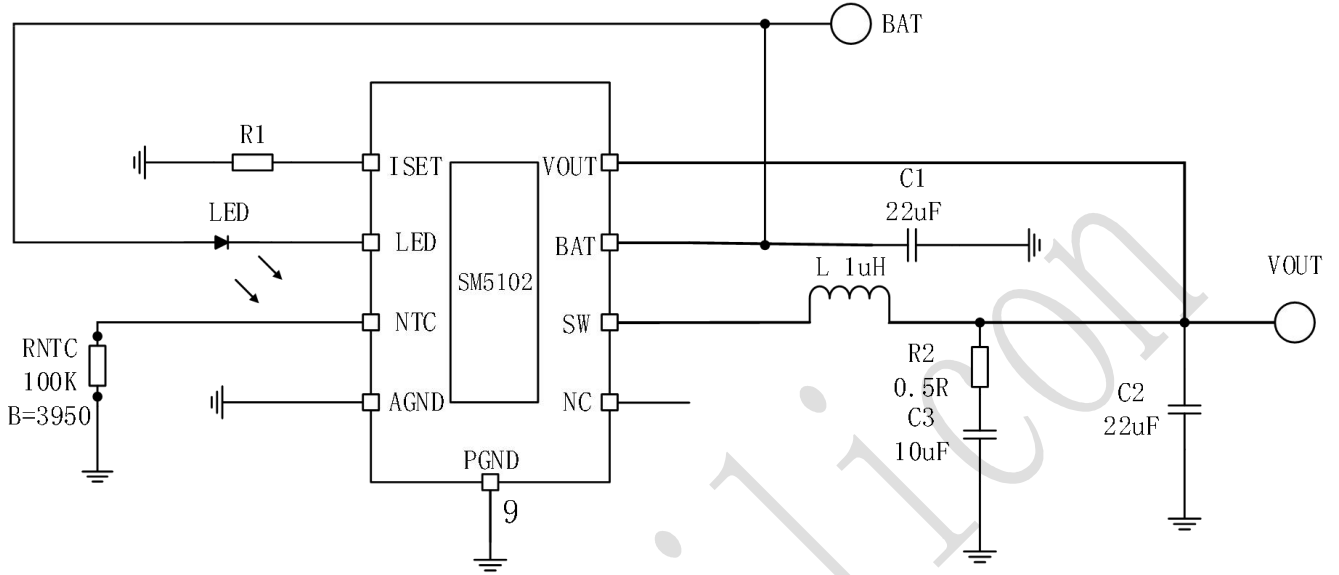 BAT
R1
ISET
VOUT
C1
22uF
LED
LED
BAT
L 1uH
SM5102
VOUT
NTC
SW
RNTC
100K
B=3950
R2
0.5R
C3
10uF
C2
22uF
AGND
NC
PGND
9
ilicon